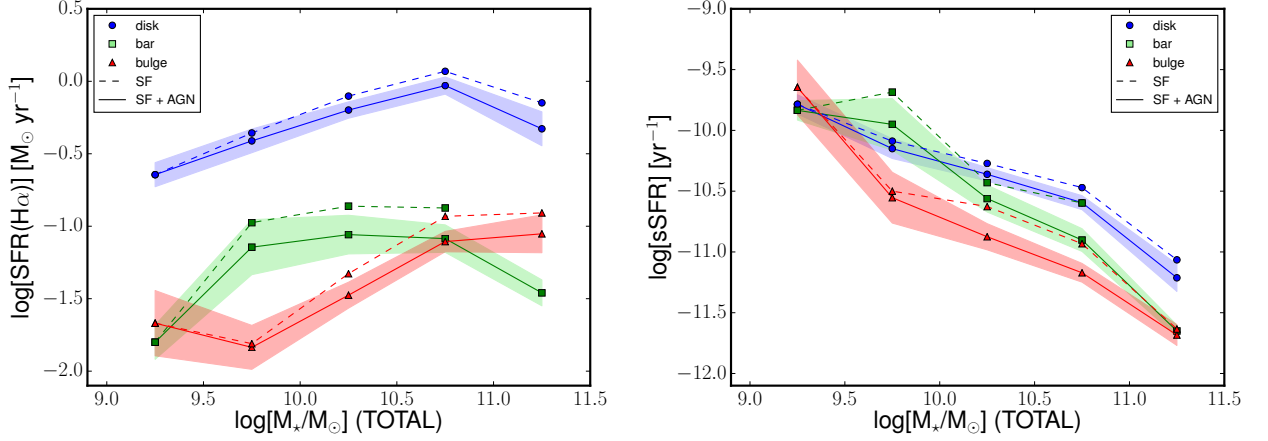 0.5
0.0
−0.5
−1.0
−1.5
−2.0
log[SFR(Hα)] [M⊙ yr⁻¹]
disk
bar
bulge
SF
SF + AGN
9.0 9.5 10.0 10.5 11.0 11.5
log[M⋆/M⊙] (TOTAL)
−9.0
−9.5
−10.0
−10.5
−11.0
−11.5
−12.0
log[sSFR] [yr⁻¹]
disk
bar
bulge
SF
SF + AGN
9.0 9.5 10.0 10.5 11.0 11.5
log[M⋆/M⊙] (TOTAL)